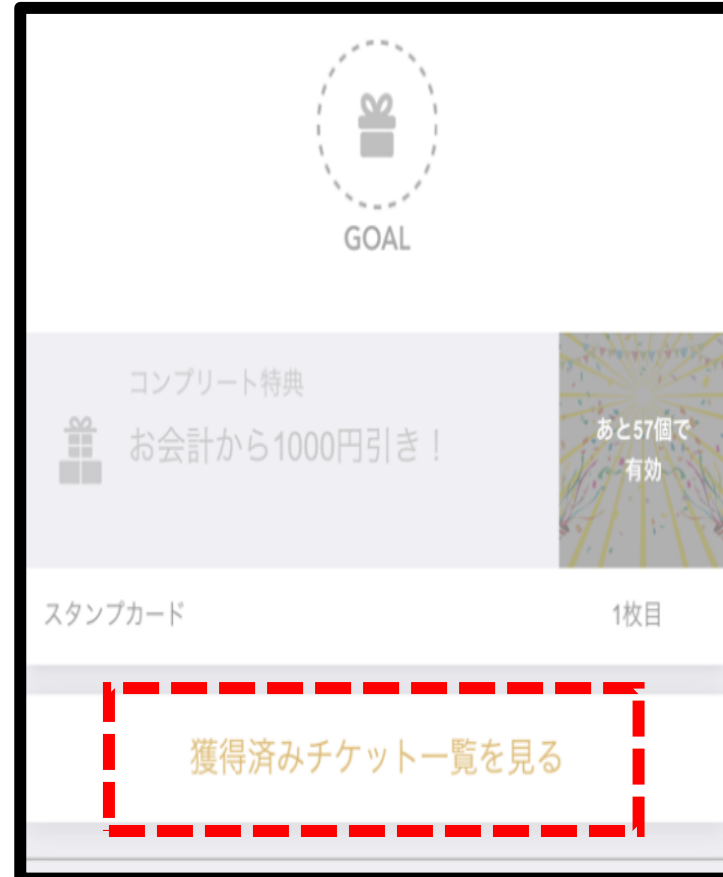 GOAL
コンプリート特典
お会計から1000円引き！
あと57個で
有効
スタンプカード
1枚目
獲得済みチケット一覧を見る